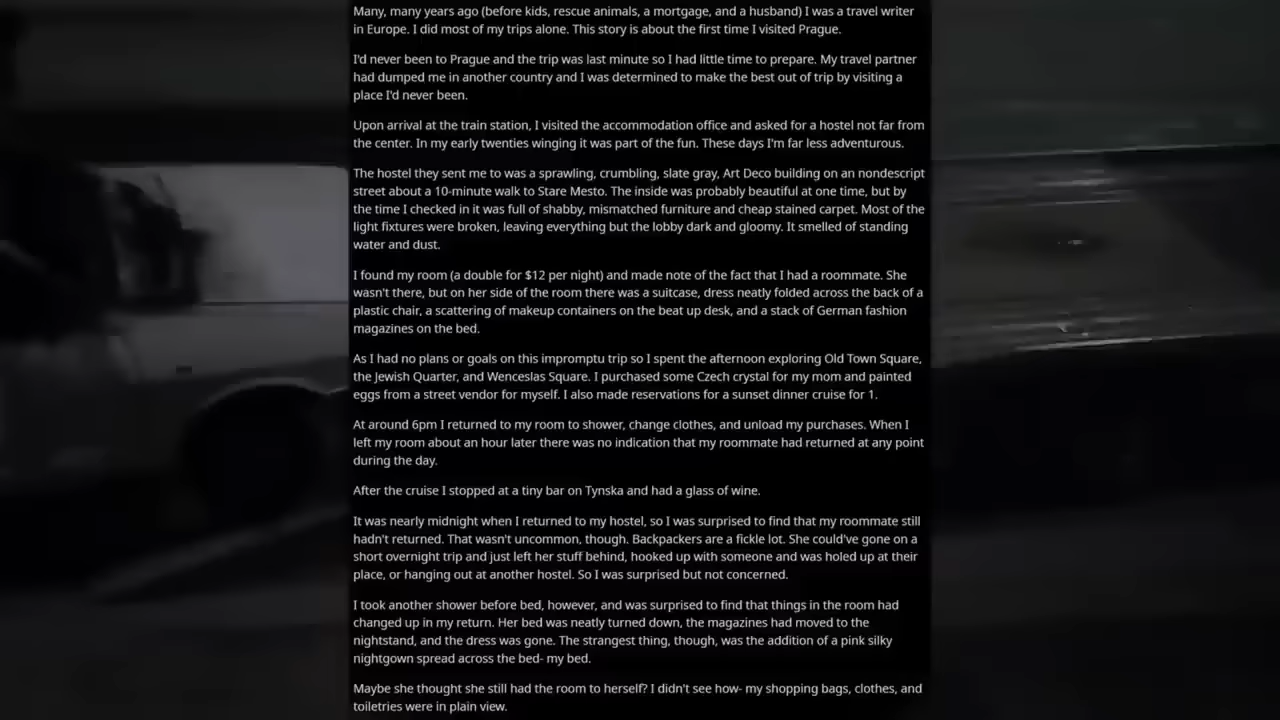 Many, many years ago (before kids, rescue animals, a mortgage, and a husband) I was a travel writer
in Europe. I did most of my trips alone. This story is about the first time I visited Prague.
I'd never been to Prague and the trip was last minute so I had little time to prepare. My travel partner
had dumped me in another country and I was determined to make the best out of trip by visiting a
place I'd never been.
Upon arrival at the train station, I visited the accommodation office and asked for a hostel not far from
the center. In my early twenties winging it was part of the fun. These days I'm far less adventurous.
The hostel they sent me to was a sprawling, crumbling, slate gray, Art Deco building on an nondescript
street about a 10-minute walk to Stare Mesto. The inside was probably beautiful at one time, but by
the time I checked in it was full of shabby, mismatched furniture and cheap stained carpet. Most of the
light fixtures were broken, leaving everything but the lobby dark and gloomy. It smelled of standing
water and dust.
I found my room (a double for $12 per night) and made note of the fact that I had a roommate. She
wasn't there, but on her side of the room there was a suitcase, dress neatly folded across the back of a
plastic chair, a scattering of makeup containers on the beat up desk, and a stack of German fashion
magazines on the bed.
As I had no plans or goals on this impromptu trip so I spent the afternoon exploring Old Town Square,
the Jewish Quarter, and Wenceslas Square. I purchased some Czech crystal for my mom and painted
eggs from a street vendor for myself. I also made reservations for a sunset dinner cruise for 1.
At around 6pm I returned to my room to shower, change clothes, and unload my purchases. When I
left my room about an hour later there was no indication that my roommate had returned at any point
during the day.
After the cruise I stopped at a tiny bar on Tynska and had a glass of wine.
It was nearly midnight when I returned to my hostel, so I was surprised to find that my roommate still
hadn't returned. That wasn't uncommon, though. Backpackers are a fickle lot. She could've gone on a
short overnight trip and just left her stuff behind, hooked up with someone and was holed up at their
place, or hanging out at another hostel. So I was surprised but not concerned.
I took another shower before bed, however, and was surprised to find that things in the room had
changed up in my return. Her bed was neatly turned down, the magazines had moved to the
nightstand, and the dress was gone. The strangest thing, though, was the addition of a pink silky
nightgown spread across the bed- my bed.
Maybe she thought she still had the room to herself? I didn't see how- my shopping bags, clothes, and
toiletries were in plain view.